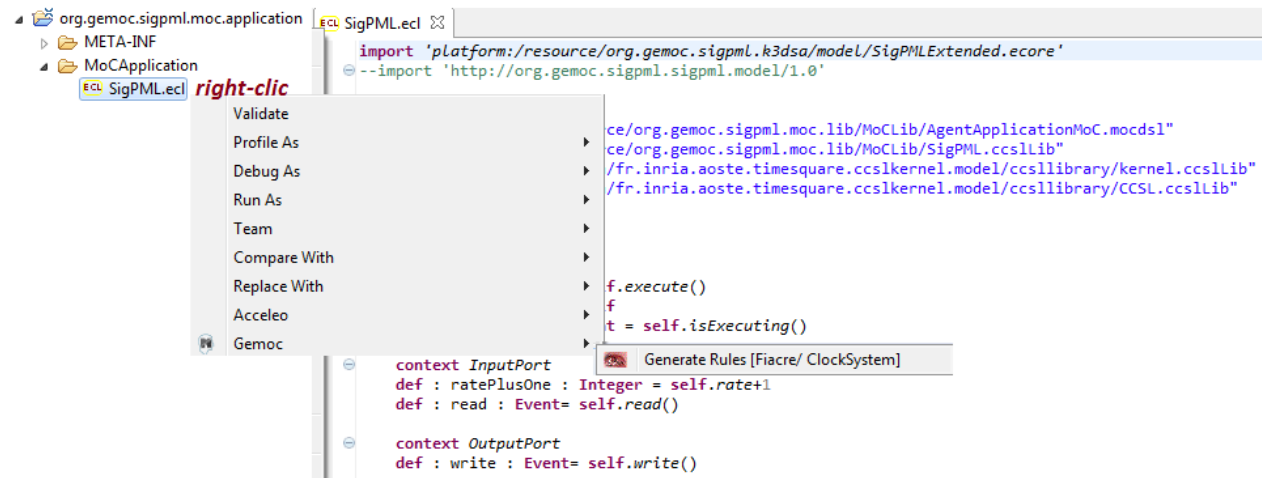 org.gemoc.sigpml.moc.application
META-INF
MoCApplication
ECL SigPML.ecl
right-clic
Validate
Profile As
Debug As
Run As
Team
Compare With
Replace With
Acceleo
Gemoc
Generate Rules [Fiacre/ ClockSystem]
ECL SigPML.ecl
import 'platform:/resource/org.gemoc.sigpml.k3dsa/model/SigPMLExtended.ecore'
--import 'http://org.gemoc.sigpml.sigpml.model/1.0'
ce/org.gemoc.sigpml.moc.lib/MoCLib/AgentApplicationMoC.mocdsl"
ce/org.gemoc.sigpml.moc.lib/MoCLib/SigPML.ccslLib"
/fr.inria.aoste.timesquare.ccslkernel.model/ccsllibrary/kernel.ccslLib"
/fr.inria.aoste.timesquare.ccslkernel.model/ccsllibrary/CCSL.ccslLib"
f.execute()
f
t = self.isExecuting()
context InputPort
def : ratePlusOne : Integer = self.rate+1
def : read : Event= self.read()
context OutputPort
def : write : Event= self.write()